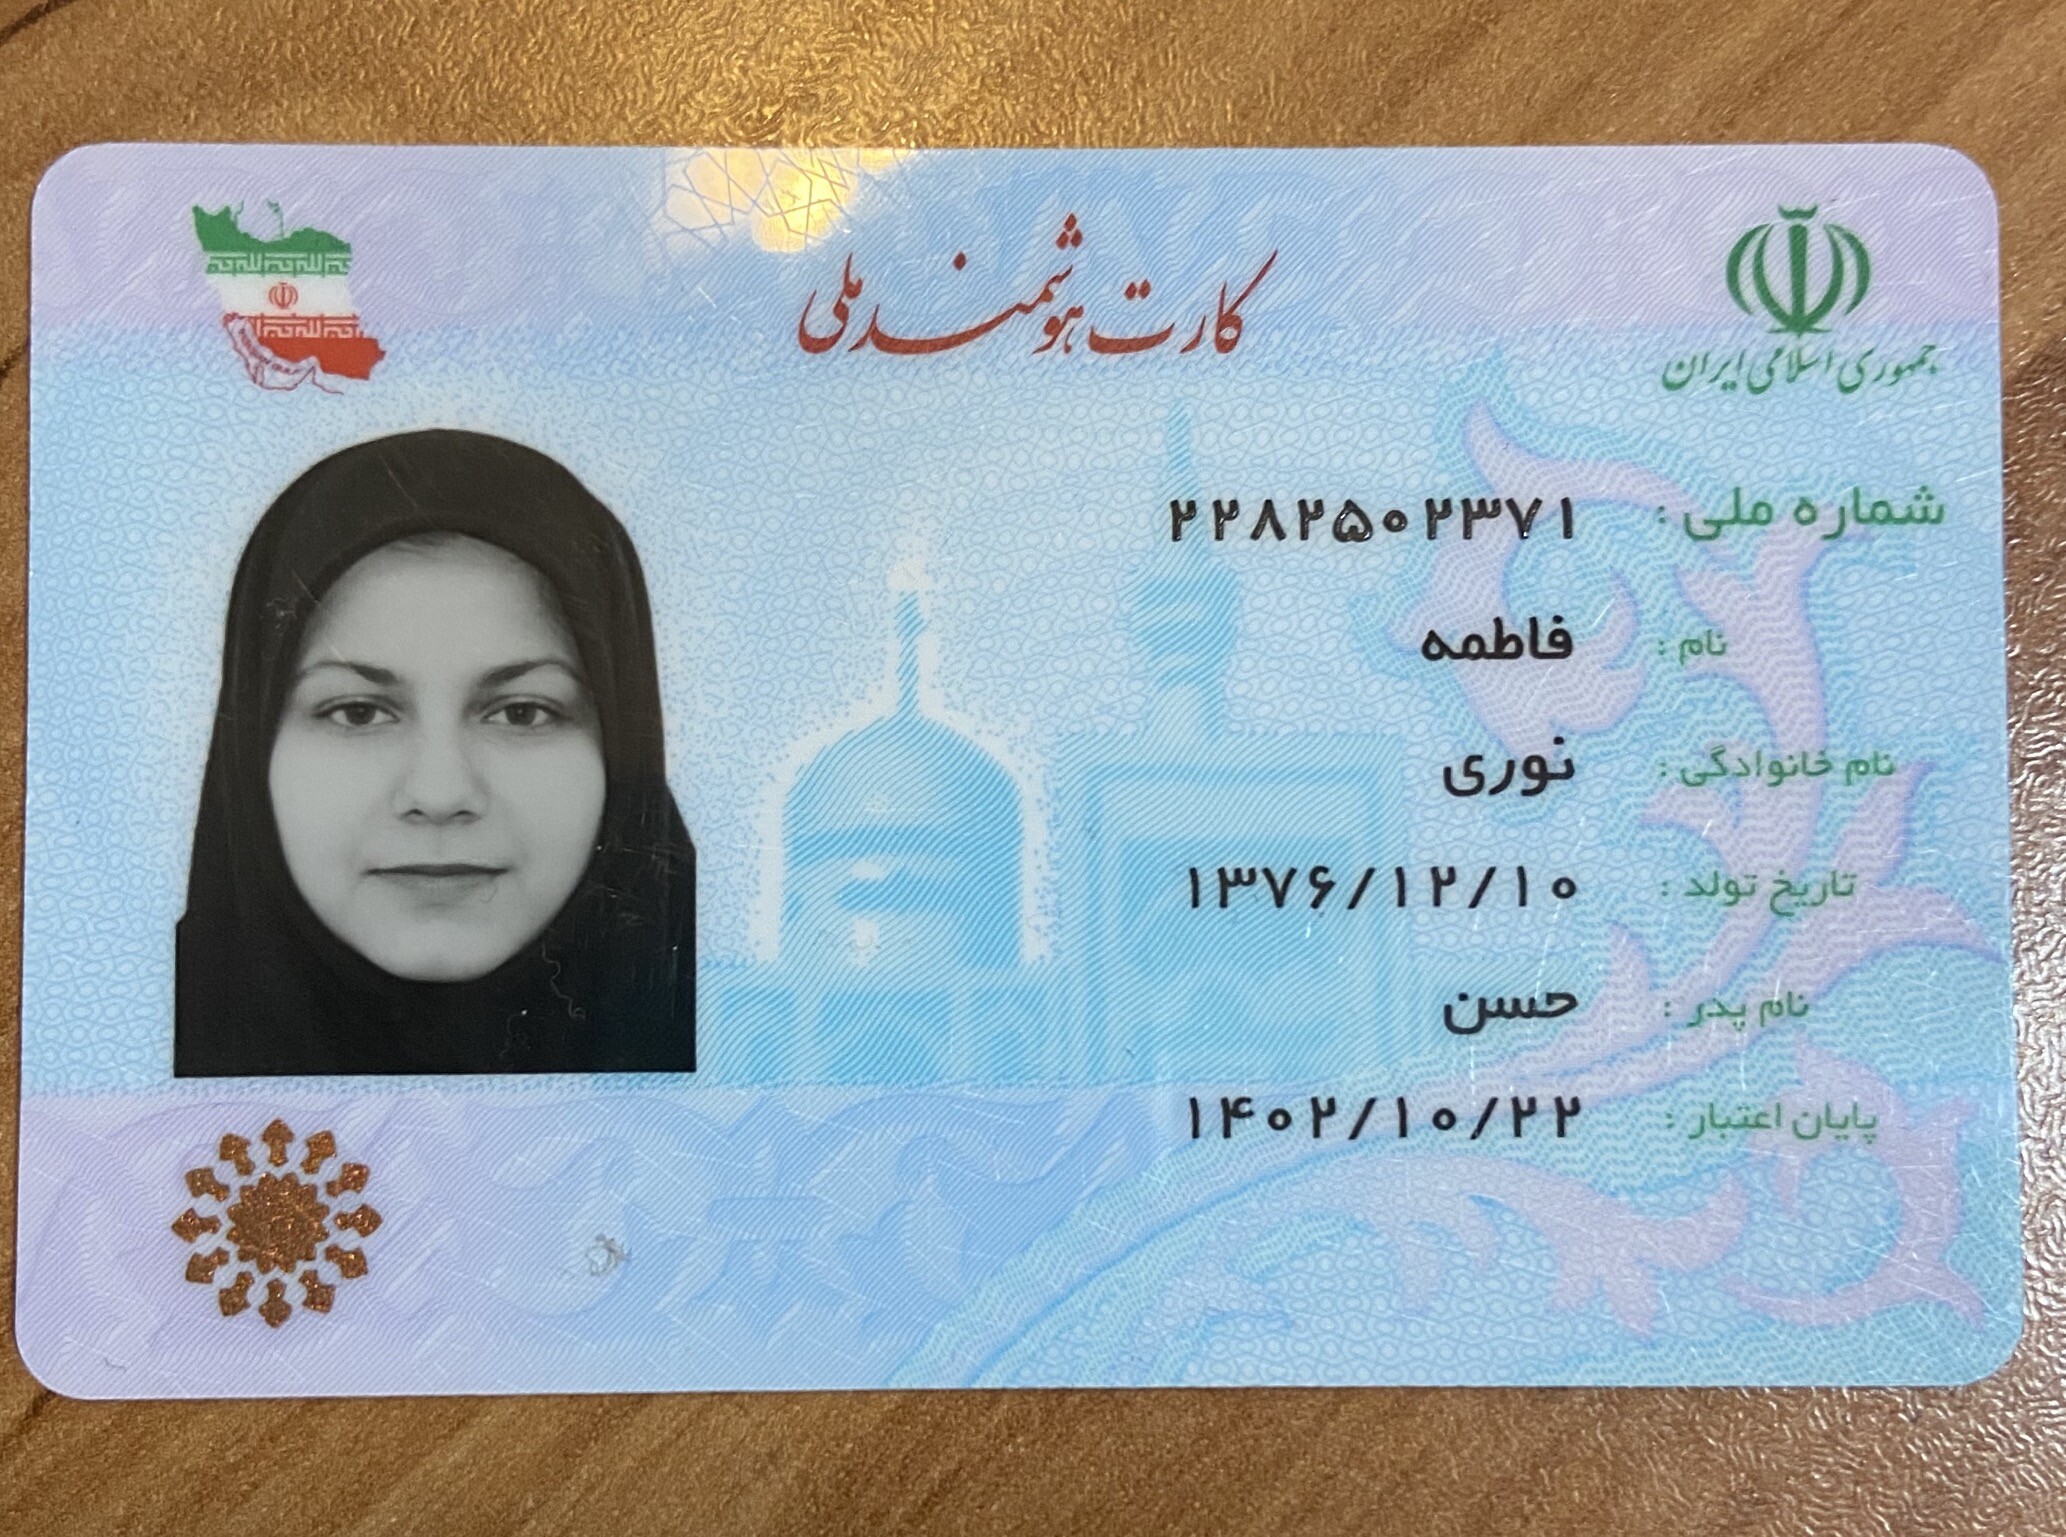 کارت هوشمند ملی
جمهوری اسلامی ایران
شماره ملی : ۲۲۸۲۵۰۲۳۷۱
نام : فاطمه
نام خانوادگی : نوری
تاریخ تولد : ۱۳۷۶/۱۲/۱۰
نام پدر : حسن
پایان اعتبار : ۱۴۰۲/۱۰/۲۲